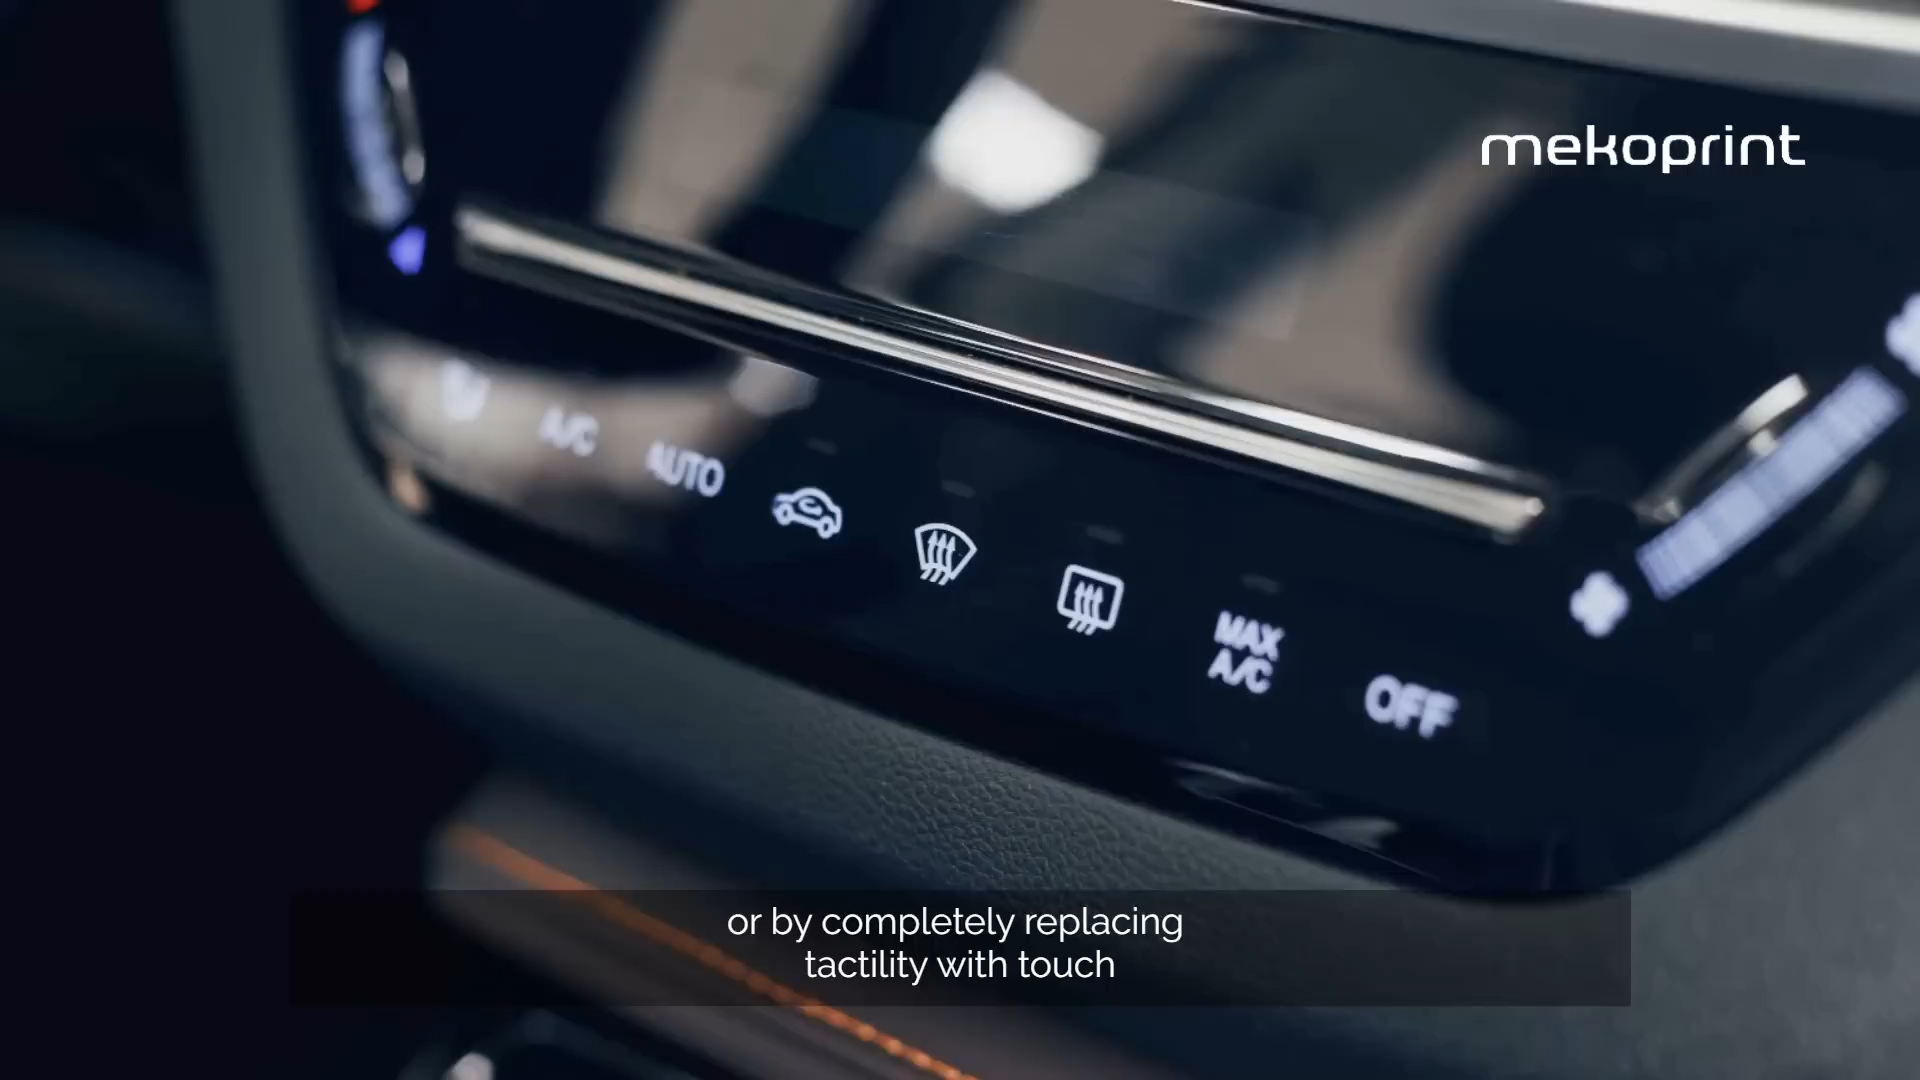 mekoprint
A/C
AUTO
MAX
A/C
OFF
or by completely replacing
tactility with touch